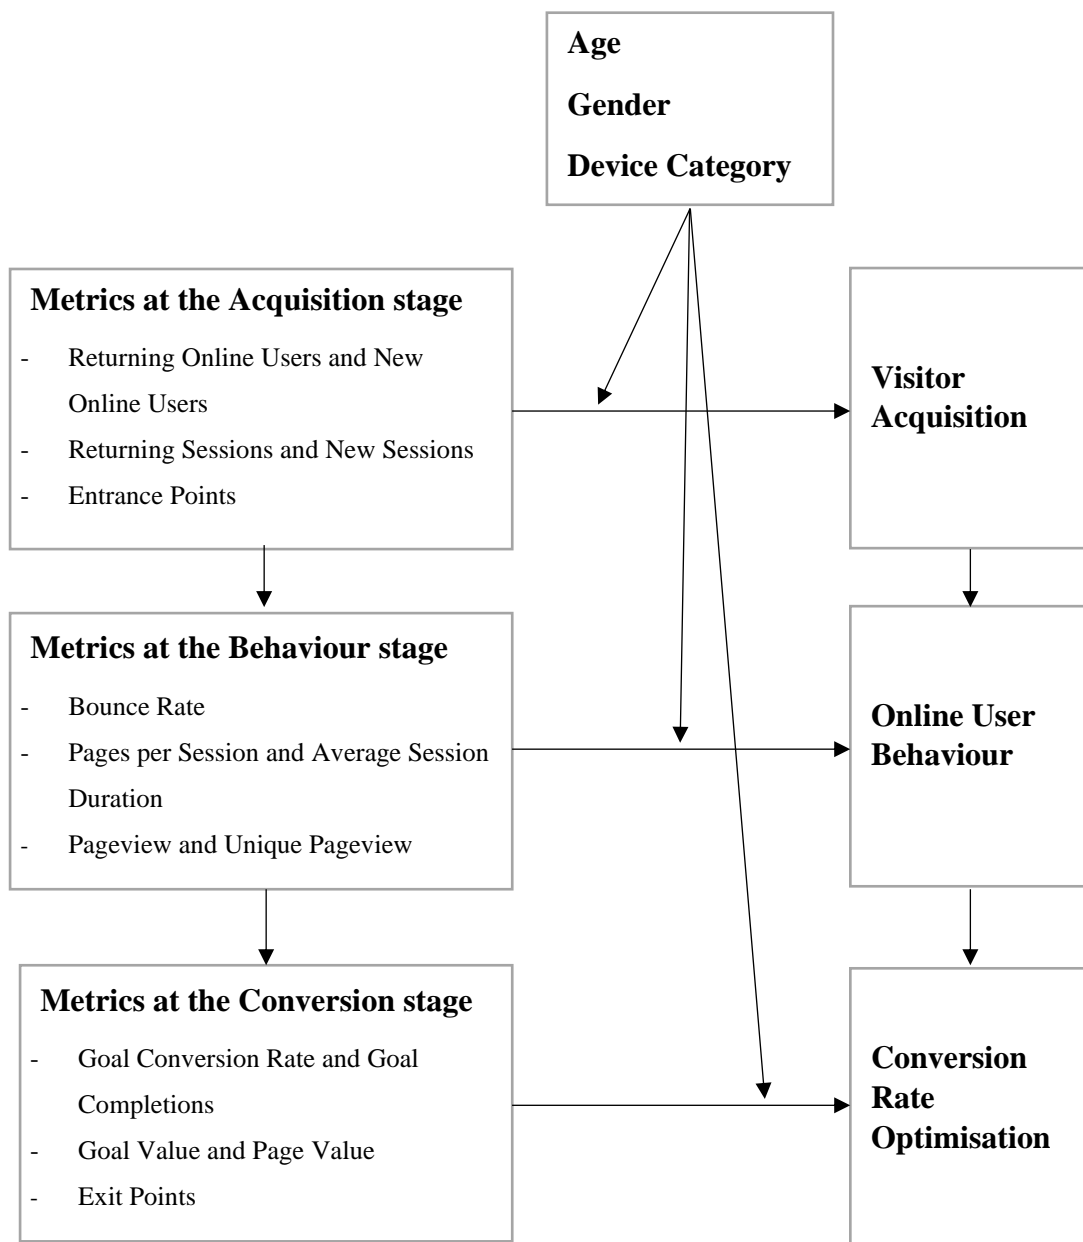 Age
Gender
Device Category
Metrics at the Acquisition stage
- Returning Online Users and New
Online Users
- Returning Sessions and New Sessions
- Entrance Points
Visitor
Acquisition
Metrics at the Behaviour stage
- Bounce Rate
- Pages per Session and Average Session
Duration
- Pageview and Unique Pageview
Online User
Behaviour
Metrics at the Conversion stage
- Goal Conversion Rate and Goal
Completions
- Goal Value and Page Value
- Exit Points
Conversion
Rate
Optimisation